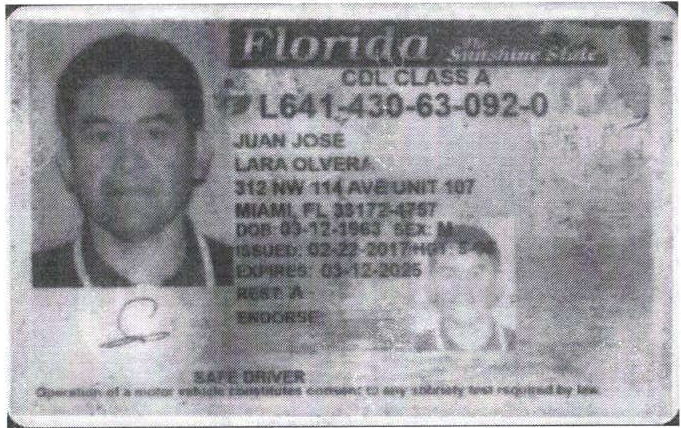 Florida The Sunshine State
CDL CLASS A
L641-430-63-092-0
JUAN JOSE
LARA OLVERA
312 NW 114 AVE UNIT 107
MIAMI, FL 33172-4757
DOB: 03-12-1963 SEX: M
ISSUED: 02-22-2017 HGT:
EXPIRES: 03-12-2025
REST: A
ENDORSE:
SAFE DRIVER
Operation of a motor vehicle constitutes consent to any sobriety test required by law.